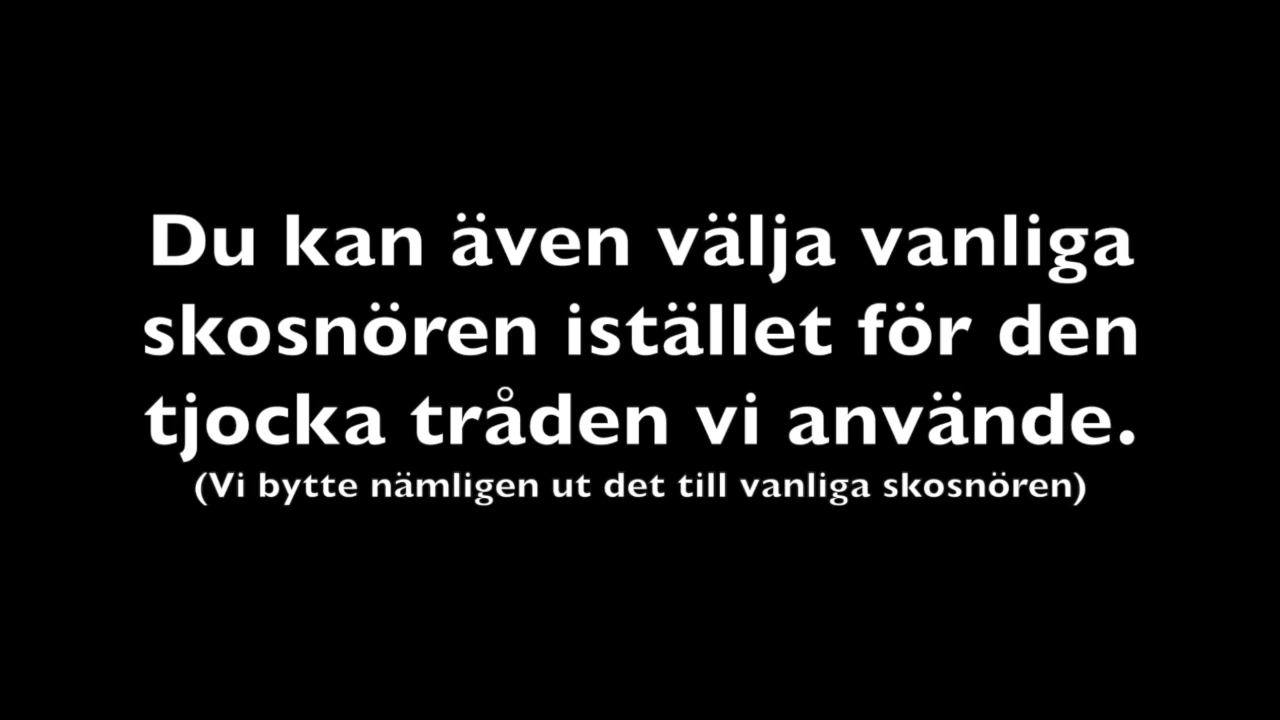 Du kan även välja vanliga
skosnören istället för den
tjocka tråden vi använde.
(Vi bytte nämligen ut det till vanliga skosnören)